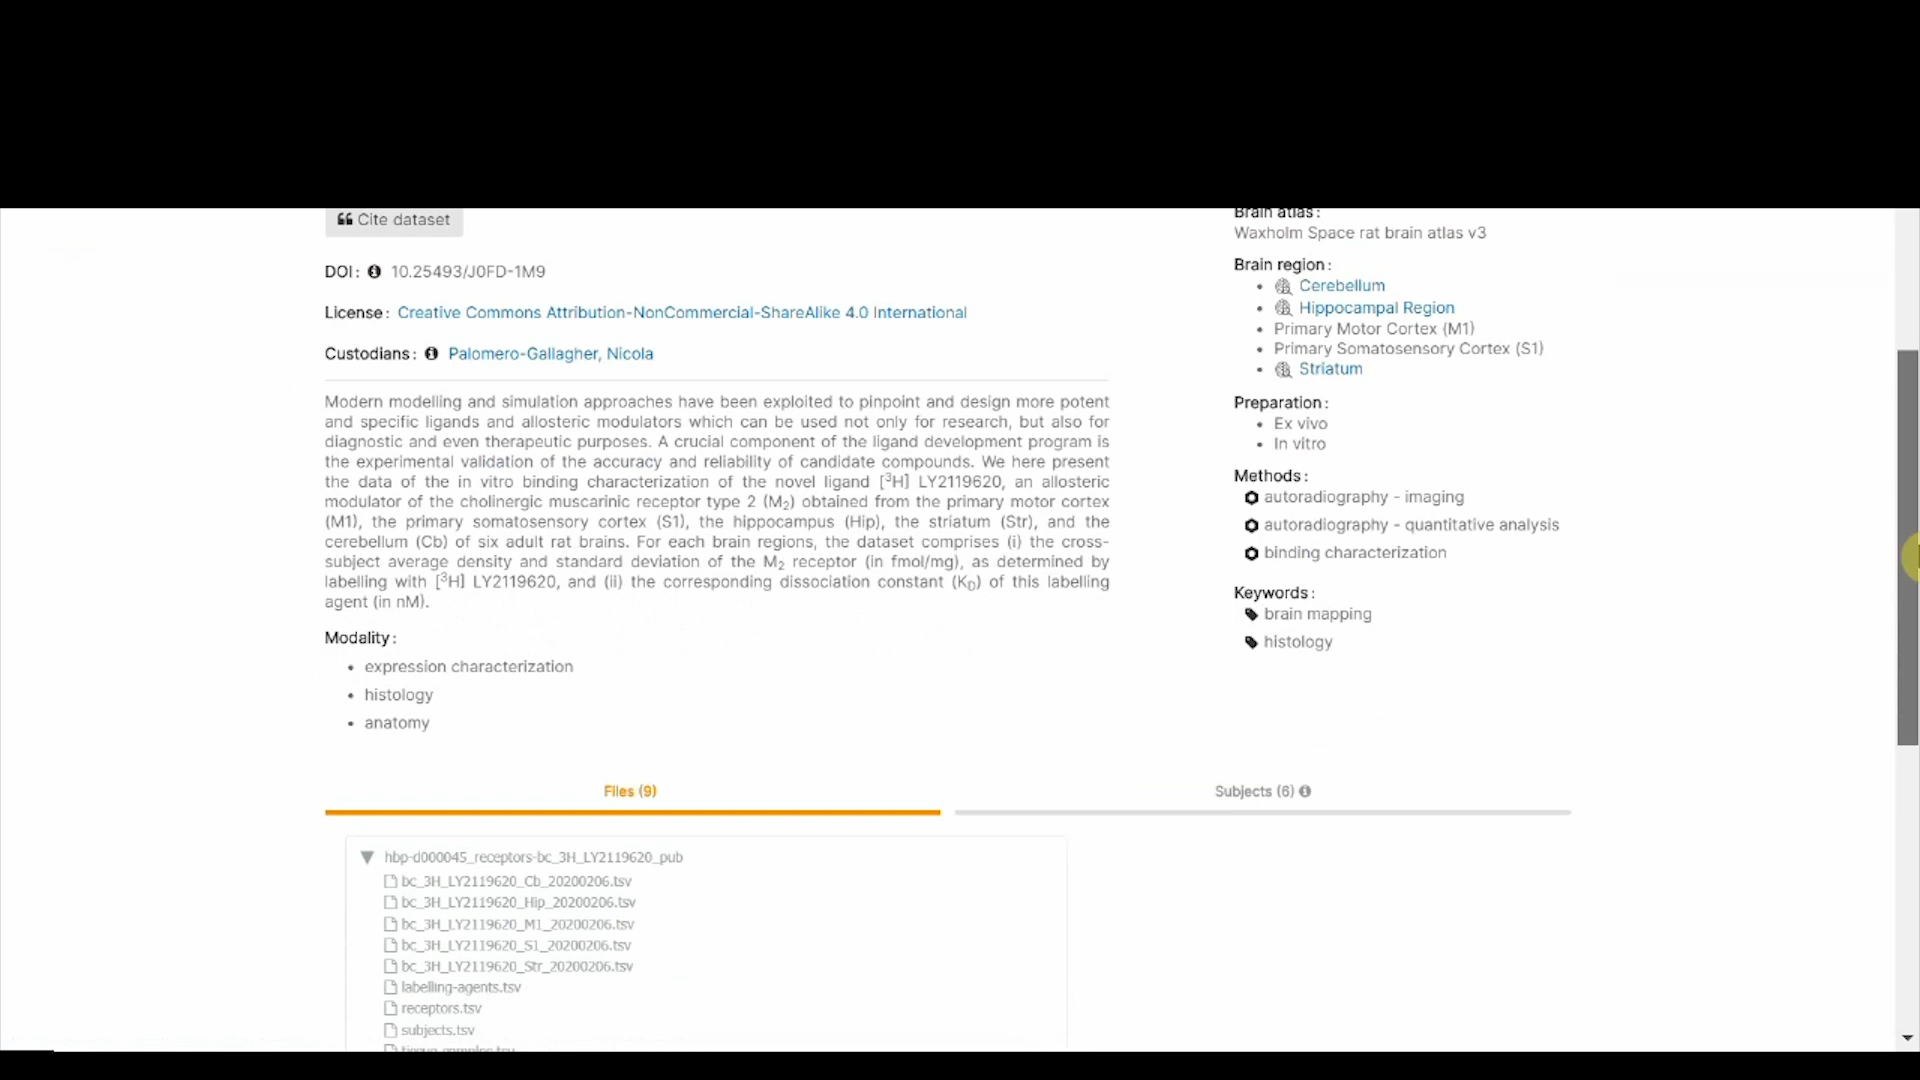 Cite dataset
DOI: 10.25493/J0FD-1M9
License: Creative Commons Attribution-NonCommercial-ShareAlike 4.0 International
Custodians: Palomero-Gallagher, Nicola
Modern modelling and simulation approaches have been exploited to pinpoint and design more potent
and specific ligands and allosteric modulators which can be used not only for research, but also for
diagnostic and even therapeutic purposes. A crucial component of the ligand development program is
the experimental validation of the accuracy and reliability of candidate compounds. We here present
the data of the in vitro binding characterization of the novel ligand [³H] LY2119620, an allosteric
modulator of the cholinergic muscarinic receptor type 2 (M₂) obtained from the primary motor cortex
(M1), the primary somatosensory cortex (S1), the hippocampus (Hip), the striatum (Str), and the
cerebellum (Cb) of six adult rat brains. For each brain regions, the dataset comprises (i) the cross-
subject average density and standard deviation of the M₂ receptor (in fmol/mg), as determined by
labelling with [³H] LY2119620, and (ii) the corresponding dissociation constant (KD) of this labelling
agent (in nM).
Modality:
• expression characterization
• histology
• anatomy
Brain atlas:
Waxholm Space rat brain atlas v3
Brain region:
• Cerebellum
• Hippocampal Region
• Primary Motor Cortex (M1)
• Primary Somatosensory Cortex (S1)
• Striatum
Preparation:
• Ex vivo
• In vitro
Methods:
autoradiography - imaging
autoradiography - quantitative analysis
binding characterization
Keywords:
brain mapping
histology
Files (9)
Subjects (6)
hbp-d000045_receptors-bc_3H_LY2119620_pub
bc_3H_LY2119620_Cb_20200206.tsv
bc_3H_LY2119620_Hip_20200206.tsv
bc_3H_LY2119620_M1_20200206.tsv
bc_3H_LY2119620_S1_20200206.tsv
bc_3H_LY2119620_Str_20200206.tsv
labelling-agents.tsv
receptors.tsv
subjects.tsv